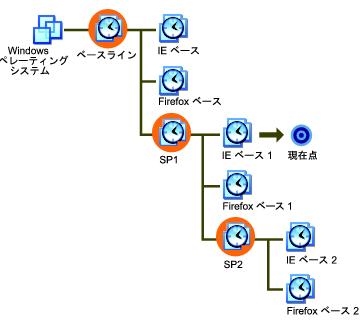 Windows
ペレーティング
システム
ベースライン
IE ベース
Firefox ベース
SP1
IE ベース 1
現在点
Firefox ベース 1
SP2
IE ベース 2
Firefox ベース 2